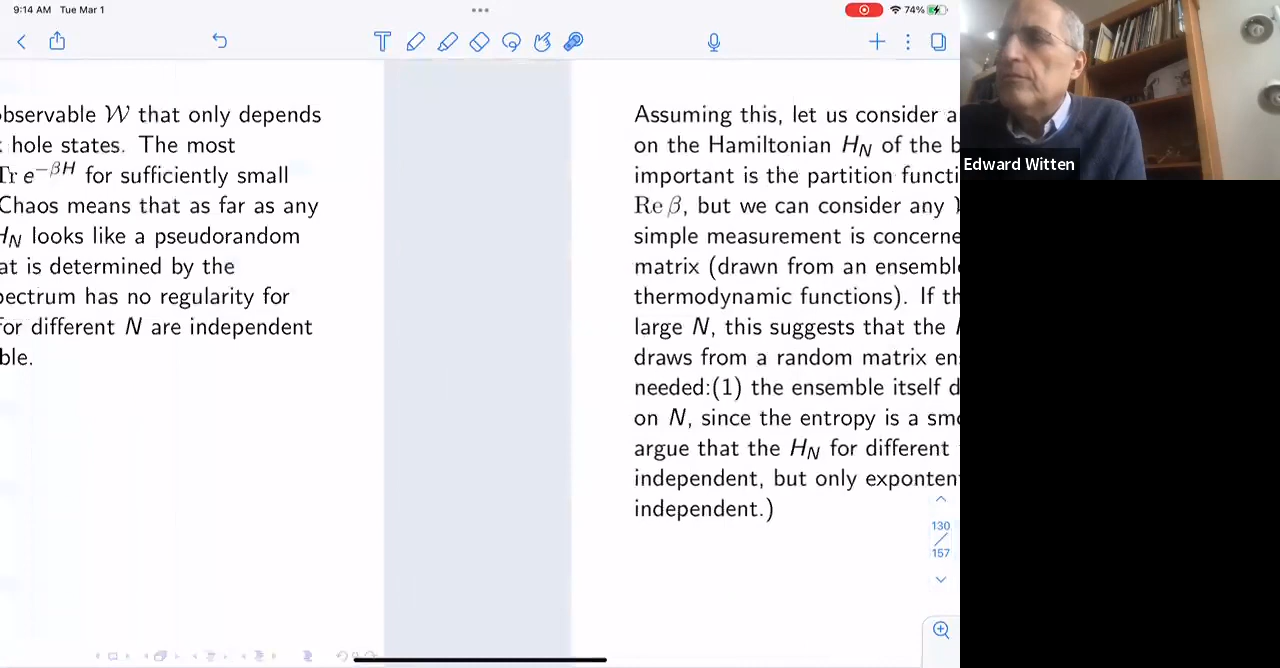 9:14 AM Tue Mar 1
74%
observable W that only depends
hole states. The most
Tr e^{-βH} for sufficiently small
Chaos means that as far as any
H_N looks like a pseudorandom
at is determined by the
pectrum has no regularity for
for different N are independent
ble.
Assuming this, let us consider a
on the Hamiltonian H_N of the b
important is the partition functi
Re β, but we can consider any
simple measurement is concerne
matrix (drawn from an ensembl
thermodynamic functions). If th
large N, this suggests that the
draws from a random matrix en
needed:(1) the ensemble itself d
on N, since the entropy is a smo
argue that the H_N for different
independent, but only exponten
independent.)
130
157
Edward Witten